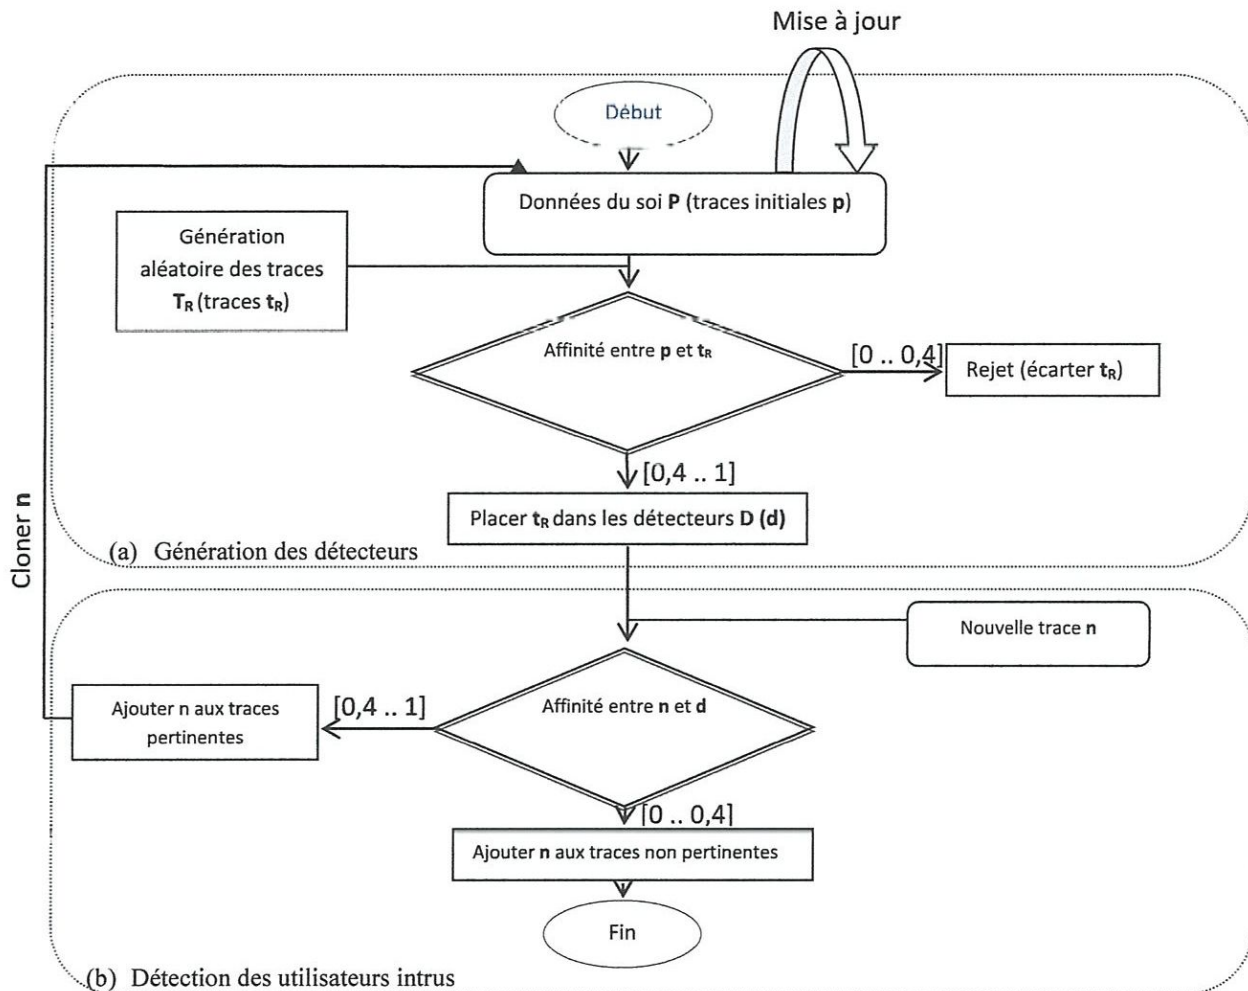 Mise à jour
Début
Données du soi P (traces initiales p)
Génération
aléatoire des traces
TR (traces tR)
Affinité entre p et tR
[0 .. 0,4]
Rejet (écarter tR)
[0,4 .. 1]
Placer tR dans les détecteurs D (d)
(a) Génération des détecteurs
Cloner n
Nouvelle trace n
Affinité entre n et d
[0,4 .. 1]
Ajouter n aux traces
pertinentes
[0 .. 0,4]
Ajouter n aux traces non pertinentes
Fin
(b) Détection des utilisateurs intrus